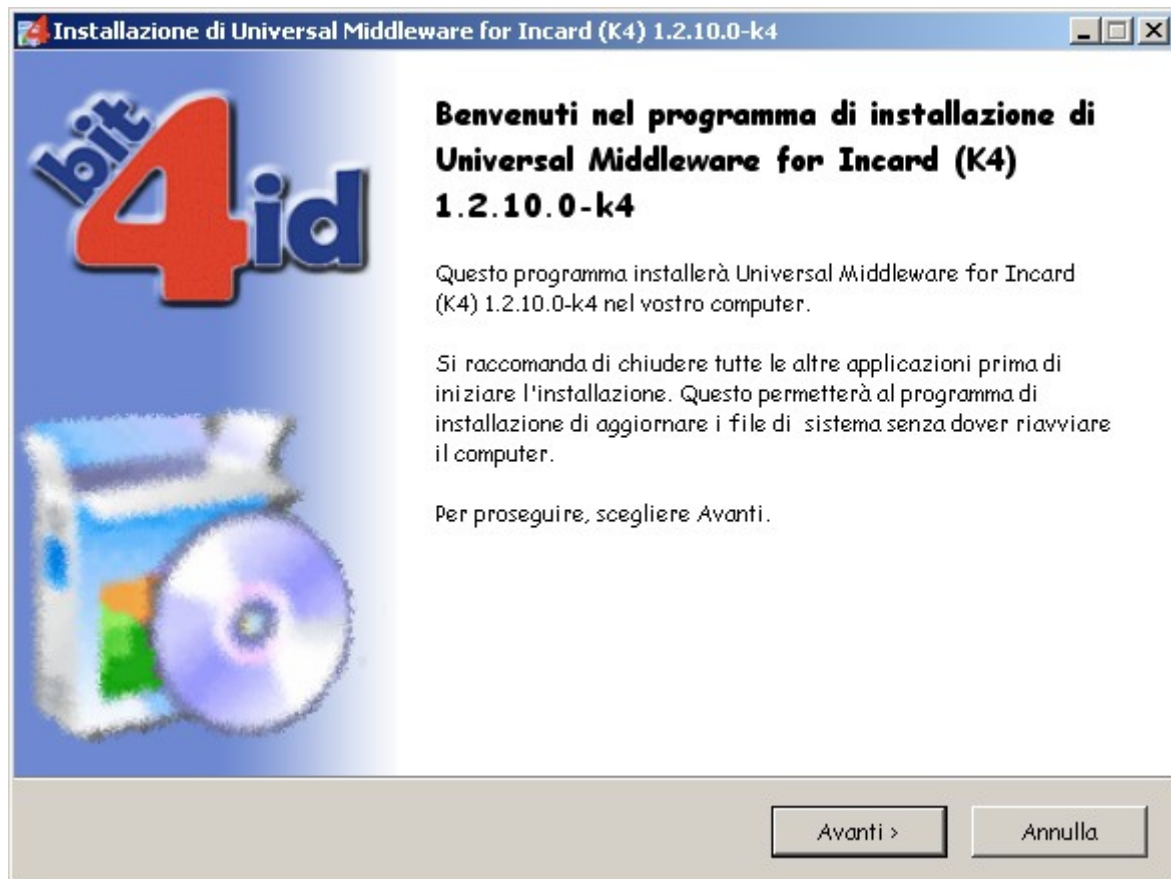 Installazione di Universal Middleware for Incard (K4) 1.2.10.0-k4
bit
4
id
Benvenuti nel programma di installazione di
Universal Middleware for Incard (K4)
1.2.10.0-k4
Questo programma installerà Universal Middleware for Incard
(K4) 1.2.10.0-k4 nel vostro computer.
Si raccomanda di chiudere tutte le altre applicazioni prima di
iniziare l'installazione. Questo permetterà al programma di
installazione di aggiornare i file di  sistema senza dover riavviare
il computer.
Per proseguire, scegliere Avanti.
Avanti >
Annulla